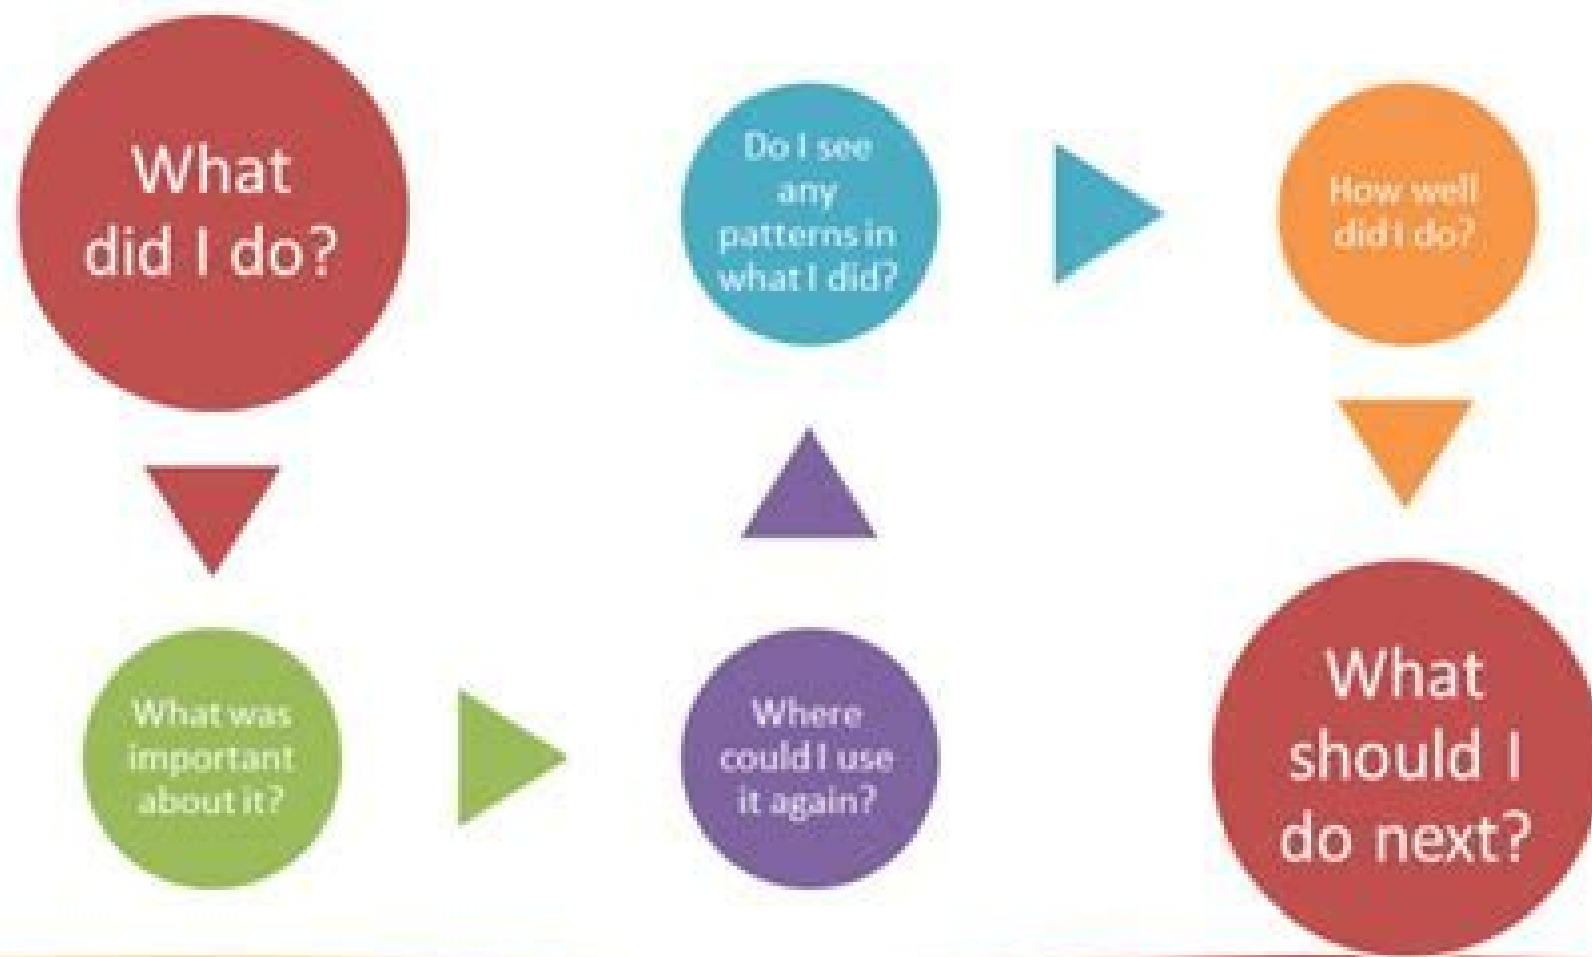 What
did I do?
What was
important
about it?
Where
could I use
it again?
Do I see
any
patterns in
what I did?
How well
did I do?
What
should I
do next?